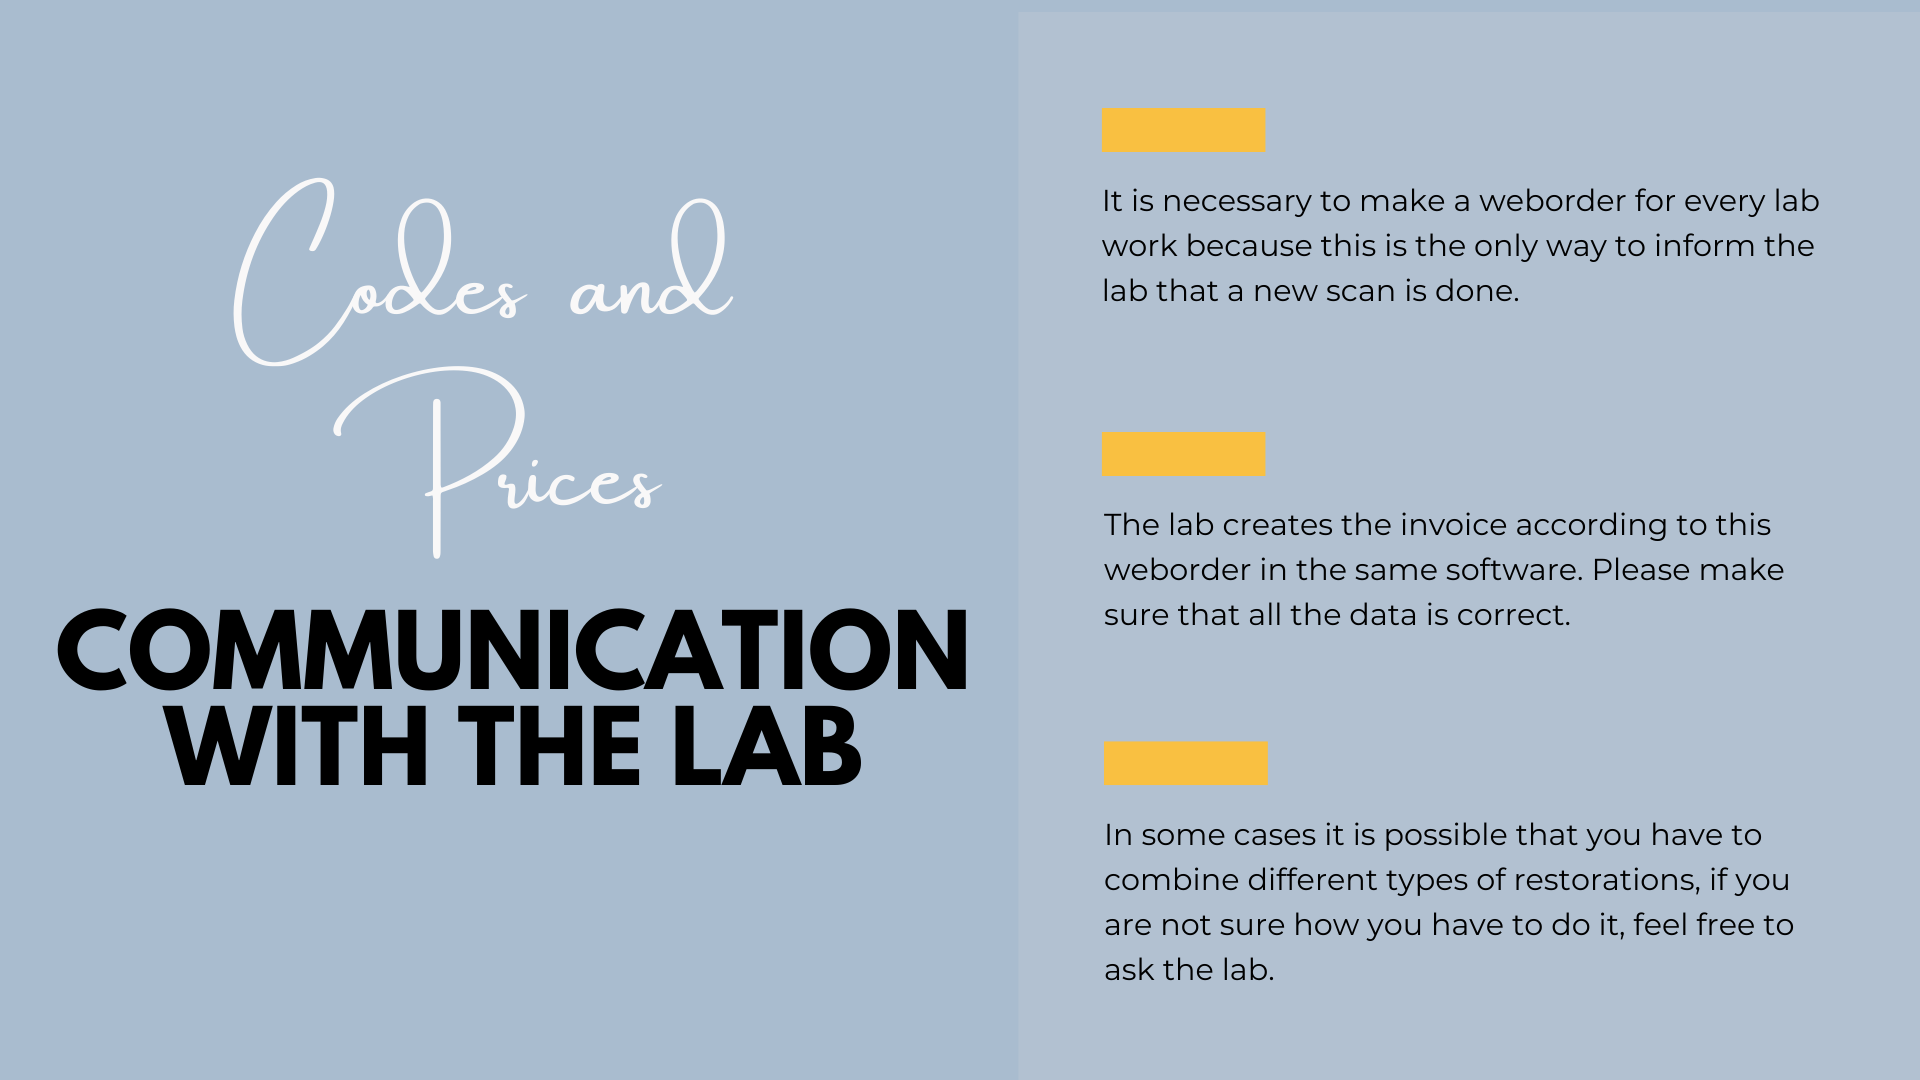 Codes and
Prices
COMMUNICATION
WITH THE LAB
It is necessary to make a weborder for every lab
work because this is the only way to inform the
lab that a new scan is done.
The lab creates the invoice according to this
weborder in the same software. Please make
sure that all the data is correct.
In some cases it is possible that you have to
combine different types of restorations, if you
are not sure how you have to do it, feel free to
ask the lab.